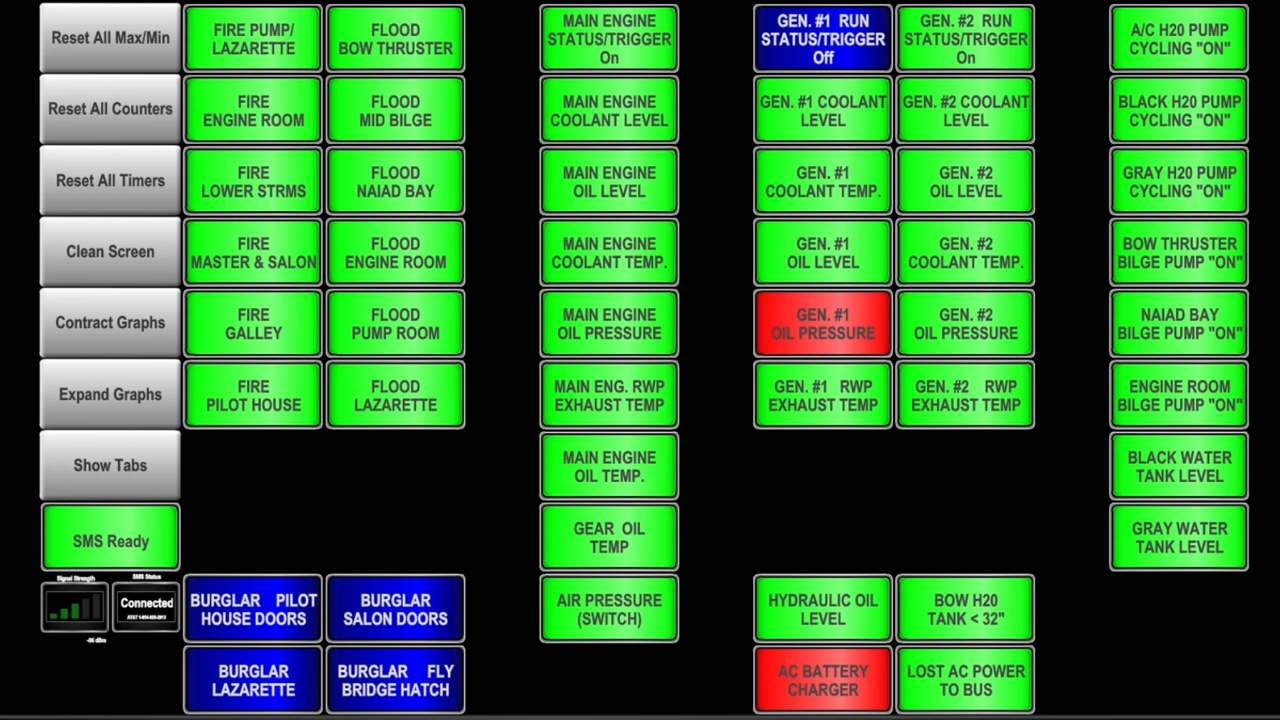 Reset All Max/Min
FIRE PUMP/
LAZARETTE
FLOOD
BOW THRUSTER
MAIN ENGINE
STATUS/TRIGGER
On
GEN. #1 RUN
STATUS/TRIGGER
Off
GEN. #2 RUN
STATUS/TRIGGER
On
A/C H20 PUMP
CYCLING "ON"
Reset All Counters
FIRE
ENGINE ROOM
FLOOD
MID BILGE
MAIN ENGINE
COOLANT LEVEL
GEN. #1 COOLANT
LEVEL
GEN. #2 COOLANT
LEVEL
BLACK H20 PUMP
CYCLING "ON"
Reset All Timers
FIRE
LOWER STRMS
FLOOD
NAIAD BAY
MAIN ENGINE
OIL LEVEL
GEN. #1
COOLANT TEMP.
GEN. #2
OIL LEVEL
GRAY H20 PUMP
CYCLING "ON"
Clean Screen
FIRE
MASTER & SALON
FLOOD
ENGINE ROOM
MAIN ENGINE
COOLANT TEMP.
GEN. #1
OIL LEVEL
GEN. #2
COOLANT TEMP.
BOW THRUSTER
BILGE PUMP "ON"
Contract Graphs
FIRE
GALLEY
FLOOD
PUMP ROOM
MAIN ENGINE
OIL PRESSURE
GEN. #1
OIL PRESSURE
GEN. #2
OIL PRESSURE
NAIAD BAY
BILGE PUMP "ON"
Expand Graphs
FIRE
PILOT HOUSE
FLOOD
LAZARETTE
MAIN ENG. RWP
EXHAUST TEMP
GEN. #1 RWP
EXHAUST TEMP
GEN. #2 RWP
EXHAUST TEMP
ENGINE ROOM
BILGE PUMP "ON"
Show Tabs
MAIN ENGINE
OIL TEMP.
BLACK WATER
TANK LEVEL
SMS Ready
GEAR OIL
TEMP
GRAY WATER
TANK LEVEL
Signal Strength
SMS Status
Connected
BURGLAR PILOT
HOUSE DOORS
BURGLAR
SALON DOORS
AIR PRESSURE
(SWITCH)
HYDRAULIC OIL
LEVEL
BOW H20
TANK < 32"
BURGLAR
LAZARETTE
BURGLAR FLY
BRIDGE HATCH
AC BATTERY
CHARGER
LOST AC POWER
TO BUS